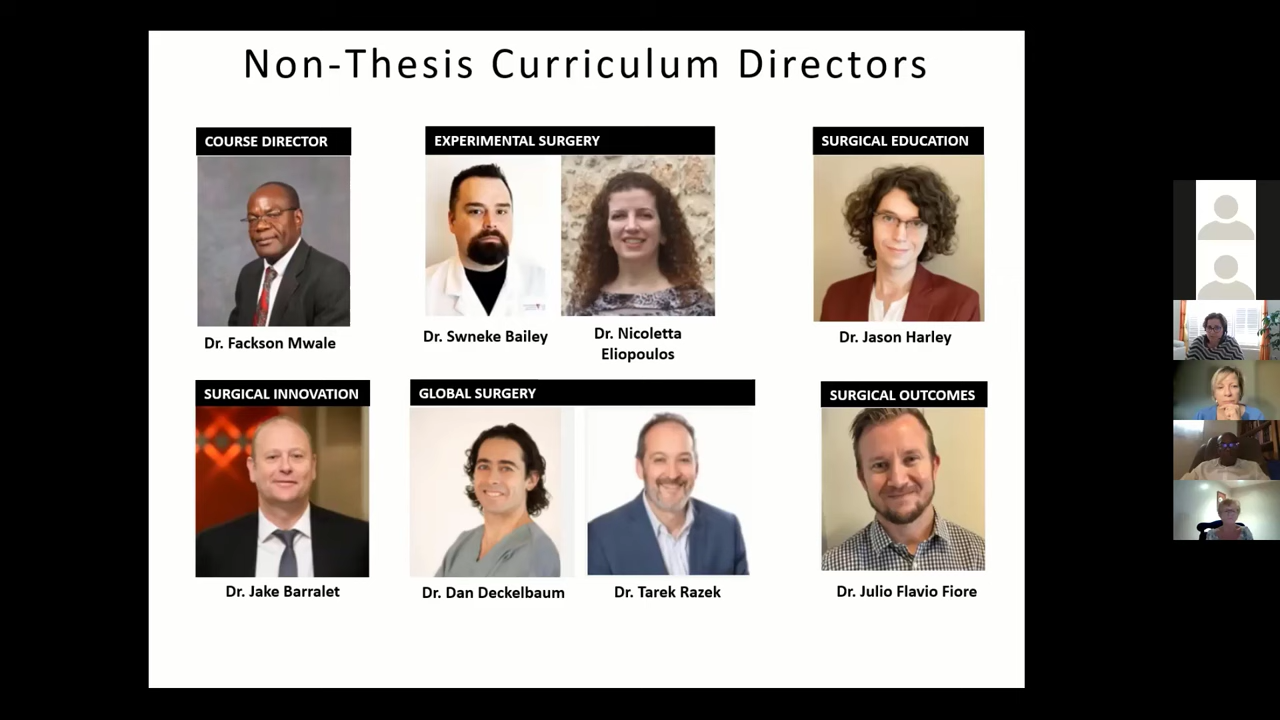 Non-Thesis Curriculum Directors
COURSE DIRECTOR
Dr. Fackson Mwale
EXPERIMENTAL SURGERY
Dr. Swneke Bailey
Dr. Nicoletta
Eliopoulos
SURGICAL EDUCATION
Dr. Jason Harley
SURGICAL INNOVATION
Dr. Jake Barralet
GLOBAL SURGERY
Dr. Dan Deckelbaum
Dr. Tarek Razek
SURGICAL OUTCOMES
Dr. Julio Flavio Fiore